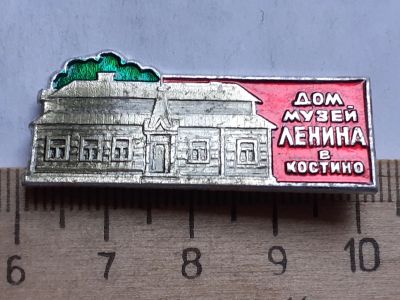 ДОМ
МУЗЕЙ
ЛЕНИНА
В
КОСТИНО
6 7 8 9 10